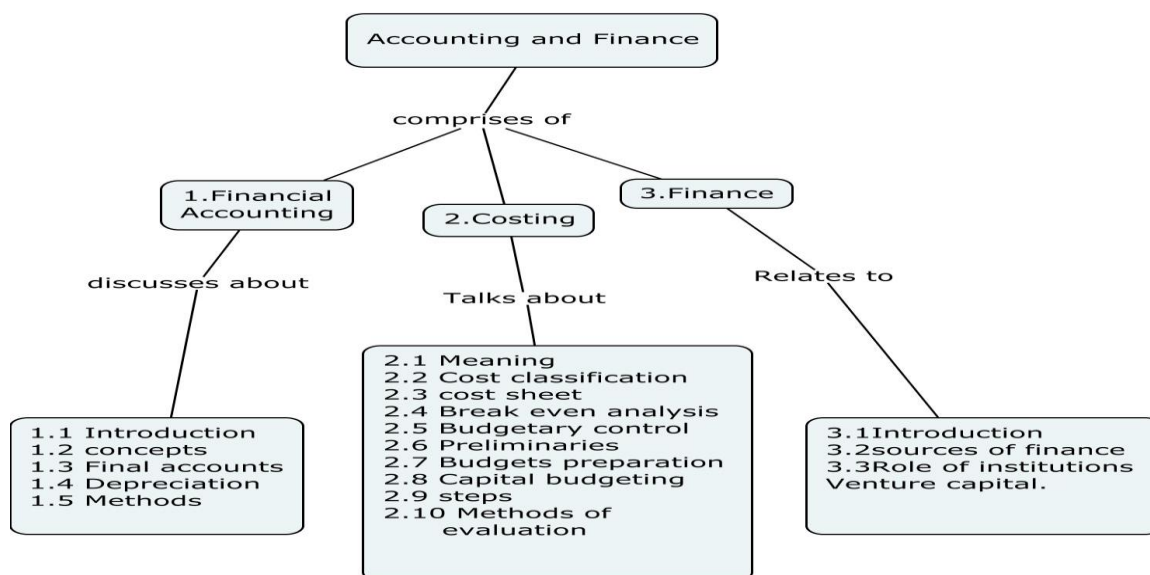 Accounting and Finance
comprises of
1.Financial
Accounting
2.Costing
3.Finance
discusses about
Talks about
Relates to
1.1 Introduction
1.2 concepts
1.3 Final accounts
1.4 Depreciation
1.5 Methods
2.1 Meaning
2.2 Cost classification
2.3 cost sheet
2.4 Break even analysis
2.5 Budgetary control
2.6 Preliminaries
2.7 Budgets preparation
2.8 Capital budgeting
2.9 steps
2.10 Methods of
evaluation
3.1Introduction
3.2sources of finance
3.3Role of institutions
Venture capital.